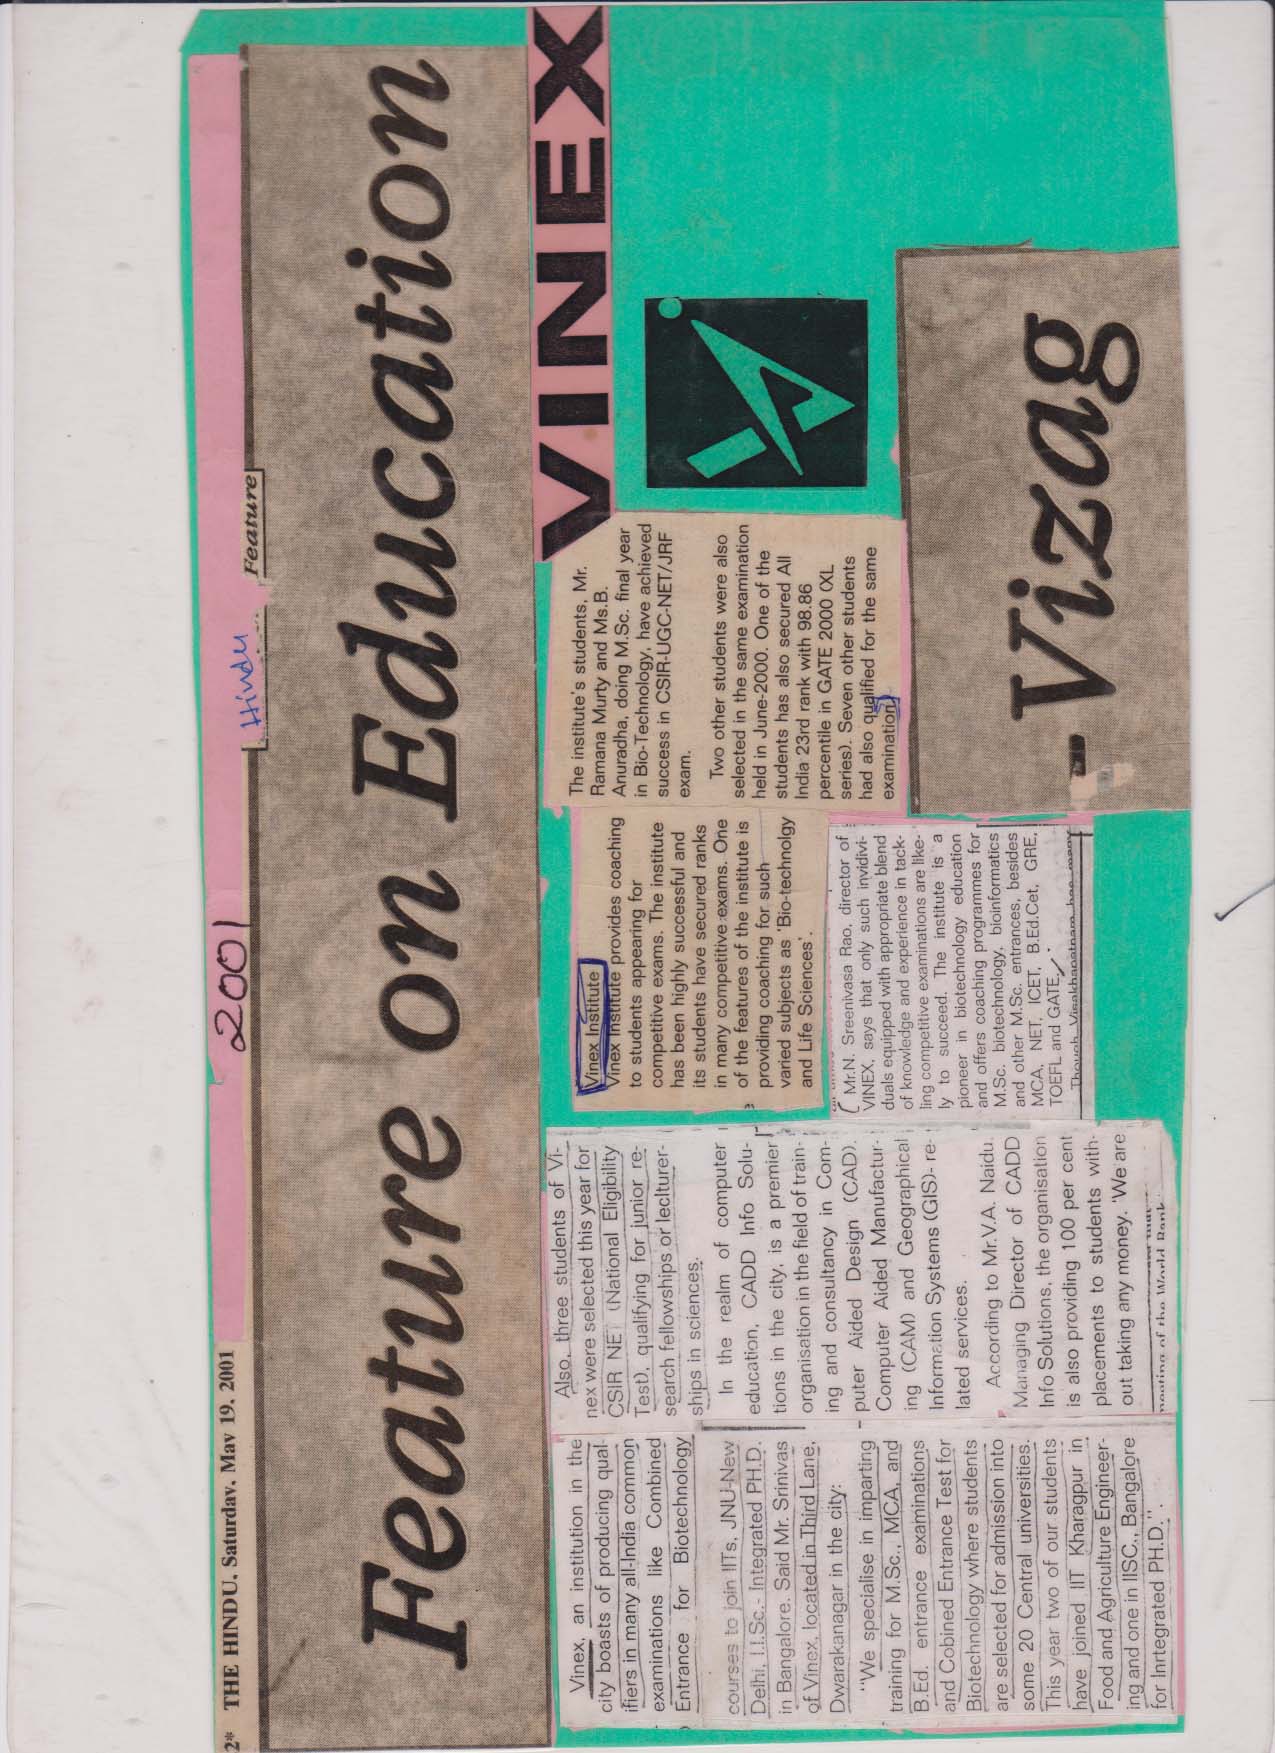 2* THE HINDU, Saturday, May 19, 2001
2001
Hindu
Feature
Feature on Education
VINEX
Vinex, an institution in the
city boasts of producing qual-
ifiers in many all-India common
examinations like Combined
Entrance for Biotechnology
courses to join IITs, JNU-New
Delhi, I.I.Sc.- Integrated PH.D.
in Bangalore. Said Mr. Srinivas
of Vinex, located in Third Lane,
Dwarakanagar in the city:
"We specialise in imparting
training for M.Sc., MCA, and
B Ed. entrance examinations
and Cobined Entrance Test for
Biotechnology where students
are selected for admission into
some 20 Central universities.
This year two of our students
have joined IIT Kharagpur in
Food and Agriculture Engineer-
ing and one in IISC., Bangalore
for Inrtegrated PH.D.".
Also, three students of Vi-
nex were selected this year for
CSIR NET (National Eligibility
Test), qualifying for junior re-
search fellowships or leclturer-
ships in sciences.
In the realm of computer
education, CADD Info Solu-
tions in the city, is a premier
organisation in the field of train-
ing and consultancy in Com-
puter Aided Design (CAD),
Computer Aided Manufactur-
ing (CAM) and Geographical
Information Systems (GIS)- re-
lated services.
According to Mr.V.A. Naidu,
Managing Director of CADD
Info Solutions, the organisation
is also providing 100 per cent
placements to students with-
out taking any money. 'We are
meeting of the World Bank
Vinex Institute
Vinex Institute provides coaching
to students appearing for
competitive exams. The institute
has been highly successful and
its students have secured ranks
in many competitive exams. One
of the features of the institute is
providing coaching for such
varied subjects as 'Bio-technolgy
and Life Sciences'.
(Mr.N. Sreenivasa Rao, director of
VINEX, says that only such invidivi-
duals equipped with appropriate blend
of knowledge and experience in tack-
ling competitive examinations are like-
ly to succeed. The institute is a
pioneer in biotechnology education
and offers coaching programmes for
M.Sc. biotechnology, bioinformatics
and other M.Sc. entrances, besides
MCA, NET, ICET, B.Ed.Cet, GRE,
TOEFL and GATE.
Though Visakhapatnam has many
The institute's students, Mr.
Ramana Murty and Ms.B.
Anuradha, doing M.Sc. final year
in Bio-Technology, have achieved
success in CSIR-UGC-NET/JRF
exam.
Two other students were also
selected in the same examination
held in June-2000. One of the
students has also secured All
India 23rd rank with 98.86
percentile in GATE 2000 (XL
series). Seven other students
had also qualified for the same
examination)
- Vizag